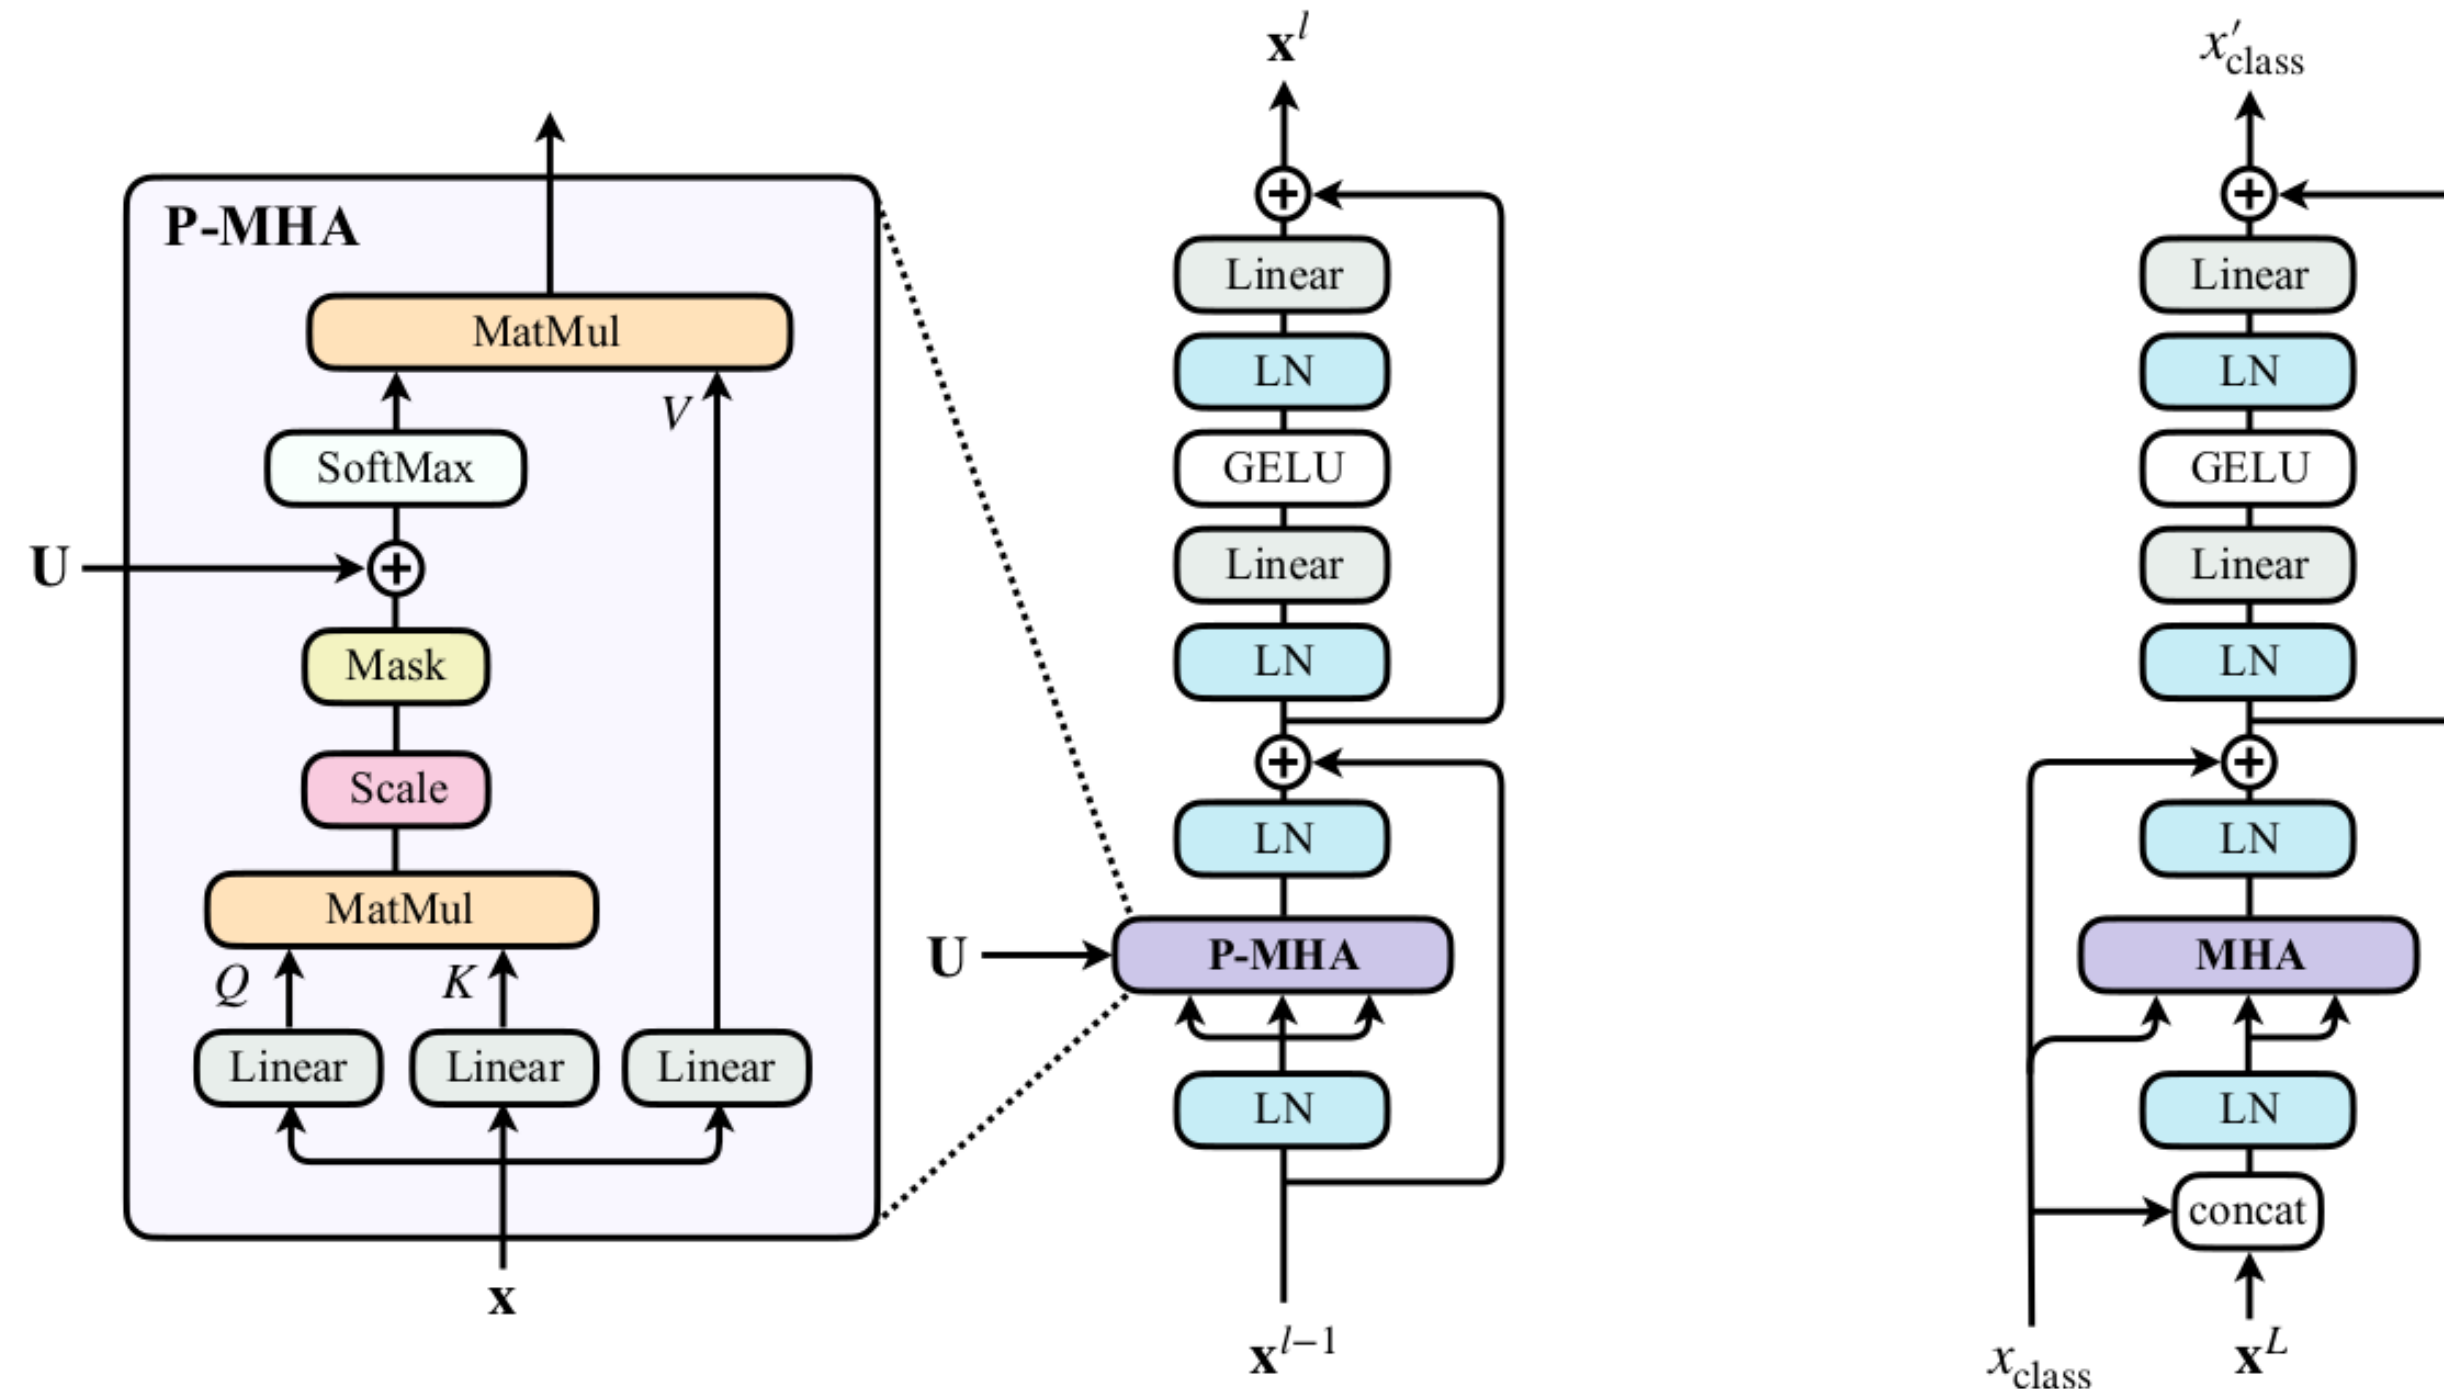 P-MHA
MatMul
V
SoftMax
U
Mask
Scale
MatMul
Q
K
Linear
Linear
Linear
x
x^l
Linear
LN
GELU
Linear
LN
LN
U
P-MHA
LN
x^{l−1}
x′_class
Linear
LN
GELU
Linear
LN
LN
MHA
LN
concat
x_class
x^L